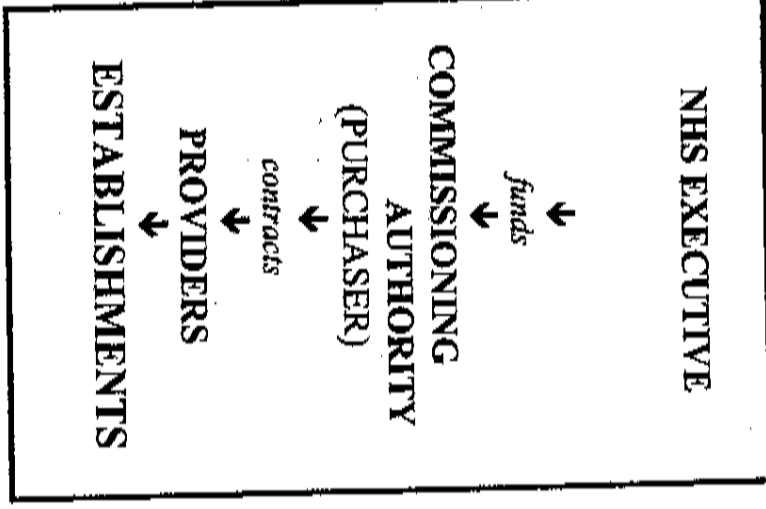 NHS EXECUTIVE
funds
COMMISSIONING
AUTHORITY
(PURCHASER)
contracts
PROVIDERS
ESTABLISHMENTS